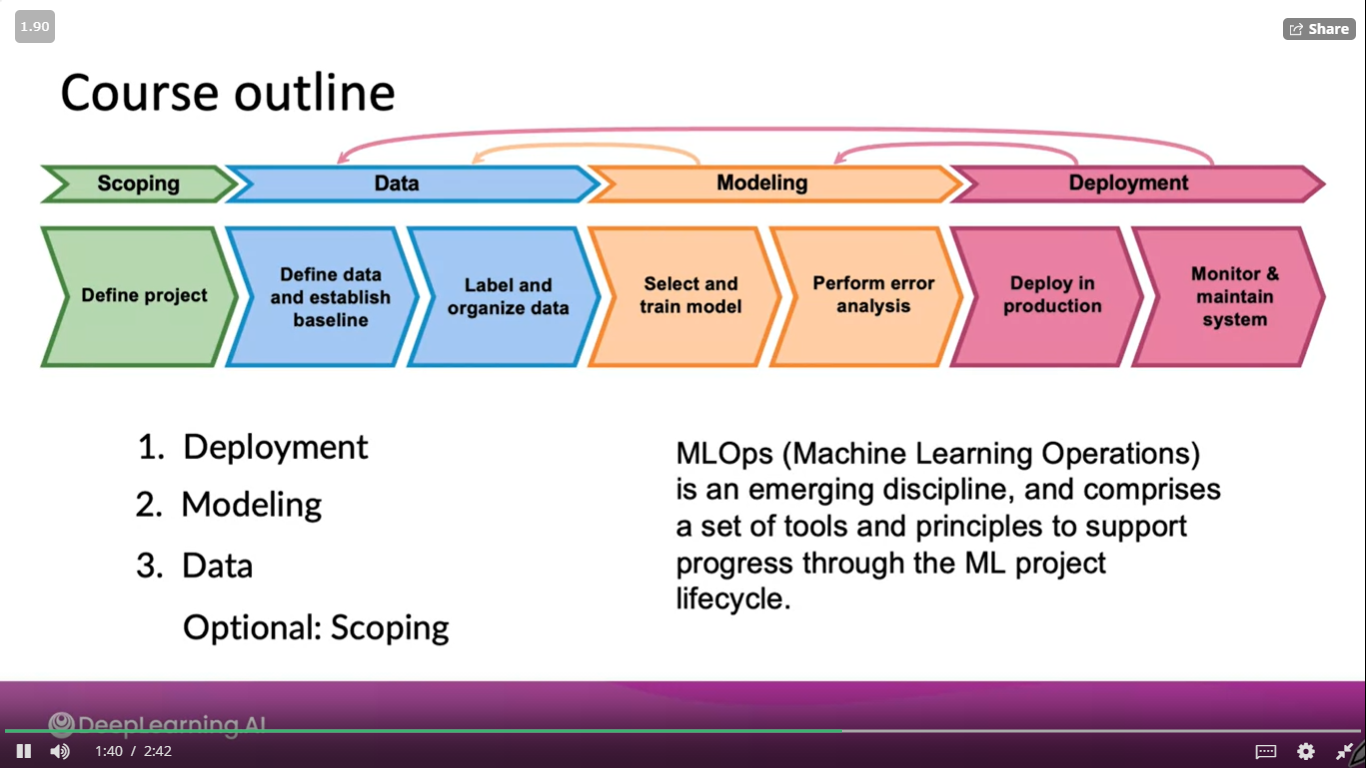 1.90
Share
Course outline
Scoping
Data
Modeling
Deployment
Define project
Define data
and establish
baseline
Label and
organize data
Select and
train model
Perform error
analysis
Deploy in
production
Monitor &
maintain
system
1. Deployment
2. Modeling
3. Data
Optional: Scoping
MLOps (Machine Learning Operations)
is an emerging discipline, and comprises
a set of tools and principles to support
progress through the ML project
lifecycle.
DeepLearning.AI
1:40 / 2:42